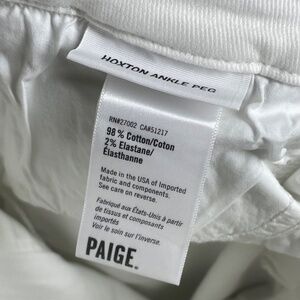 HOXTON ANKLE PEG
RN#27002 CA#51217
98 % Cotton/Coton
2% Elastane/
Élasthanne
Made in the USA of Imported
fabric and components.
See care on reverse.
Fabriqué aux États-Unis à partir
de tissus et composants
importés
Voir le soin sur l'inverse.
PAIGE.